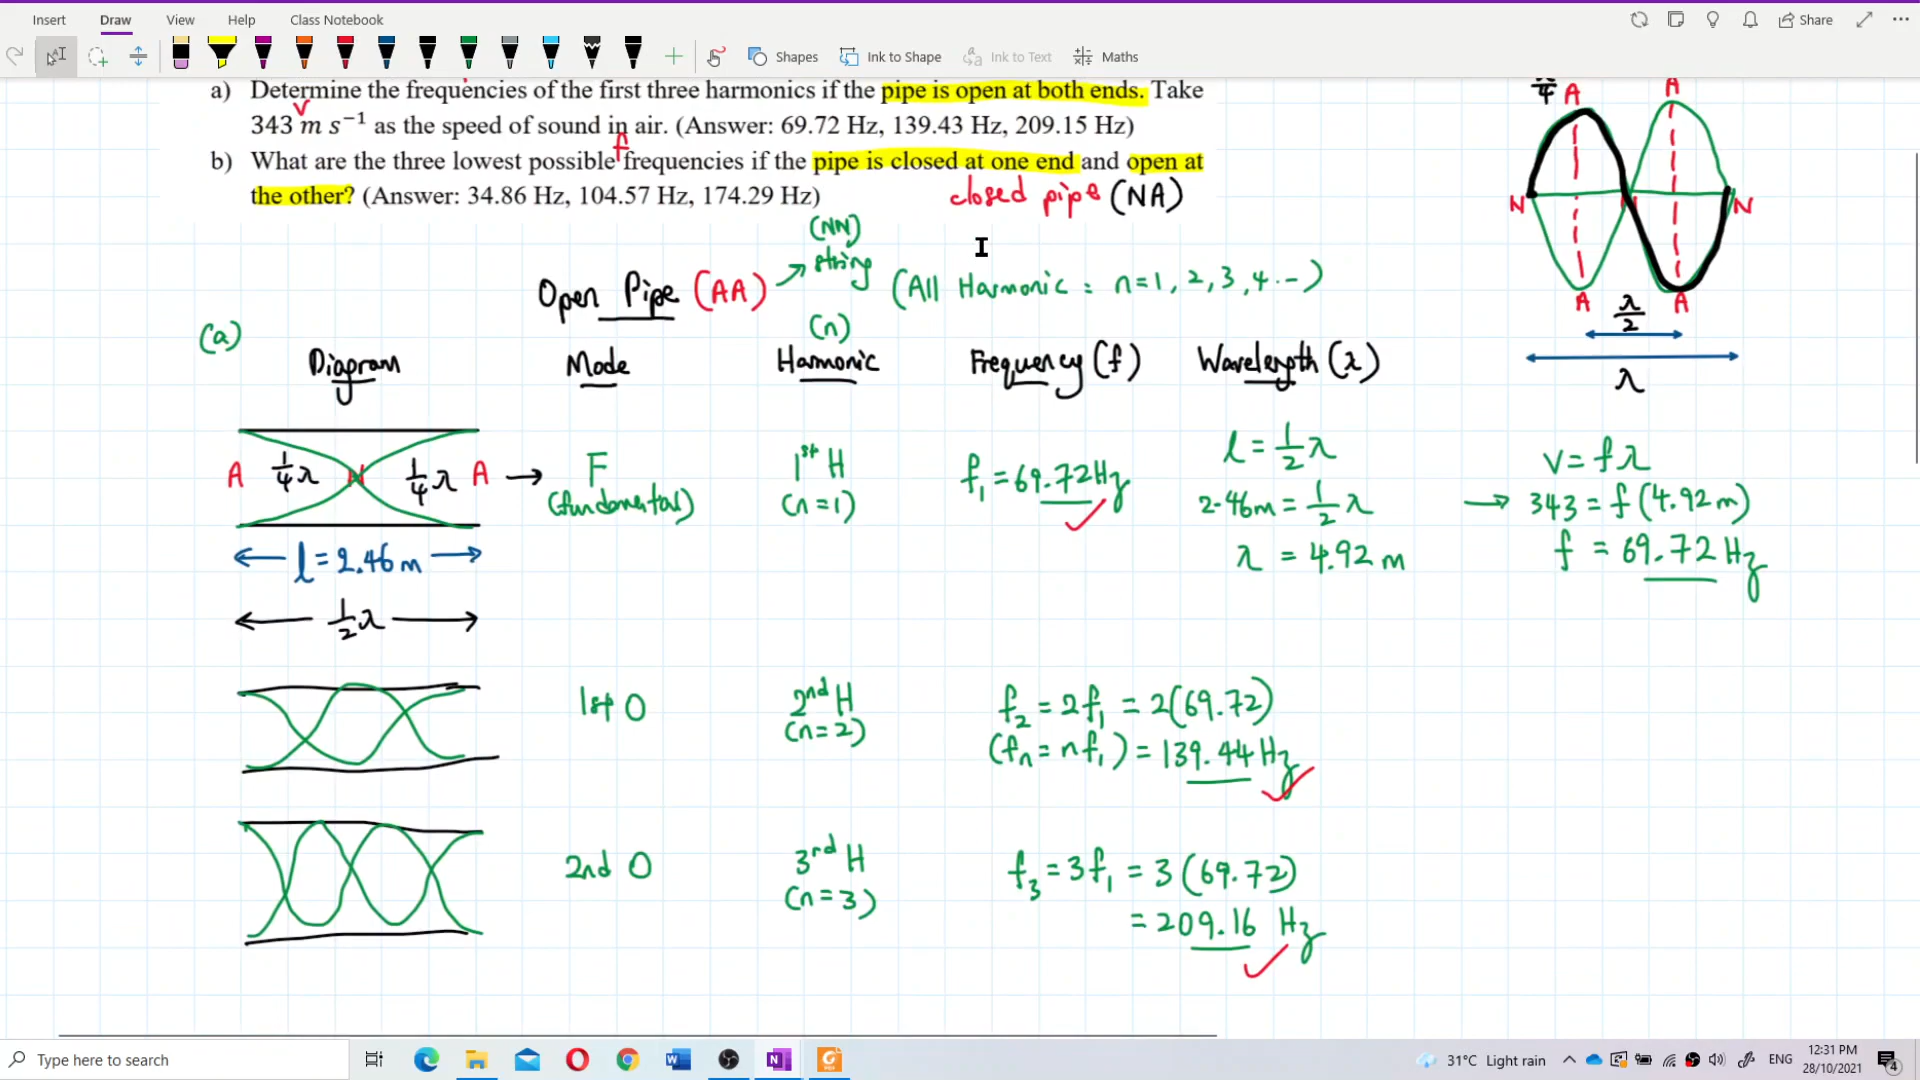 Insert Draw View Help Class Notebook Share
Shapes Ink to Shape Ink to Text Maths
a) Determine the frequencies of the first three harmonics if the pipe is open at both ends. Take
v
343 m s⁻¹ as the speed of sound in air. (Answer: 69.72 Hz, 139.43 Hz, 209.15 Hz)
f
b) What are the three lowest possible frequencies if the pipe is closed at one end and open at
the other? (Answer: 34.86 Hz, 104.57 Hz, 174.29 Hz)
closed pipe (NA)
(NN)
string
Open Pipe (AA) (All Harmonic : n=1, 2, 3, 4...)
(a)
(n)
Diagram Mode Harmonic Frequency (f) Wavelength (λ)
A 1/4 λ N 1/4 λ A → F
(fundamental)
1st H
(n=1)
f₁ = 69.72 Hz
l = 1/2 λ
2.46m = 1/2 λ
λ = 4.92 m
v = fλ
→ 343 = f(4.92 m)
f = 69.72 Hz
l = 2.46 m
1/2 λ
1st O
2nd H
(n=2)
f₂ = 2f₁ = 2(69.72)
(fn = nf₁) = 139.44 Hz
2nd O
3rd H
(n=3)
f₃ = 3f₁ = 3(69.72)
= 209.16 Hz
4
A A
N N
A A
λ/2
λ
Type here to search
31°C Light rain ENG
12:31 PM
28/10/2021
4